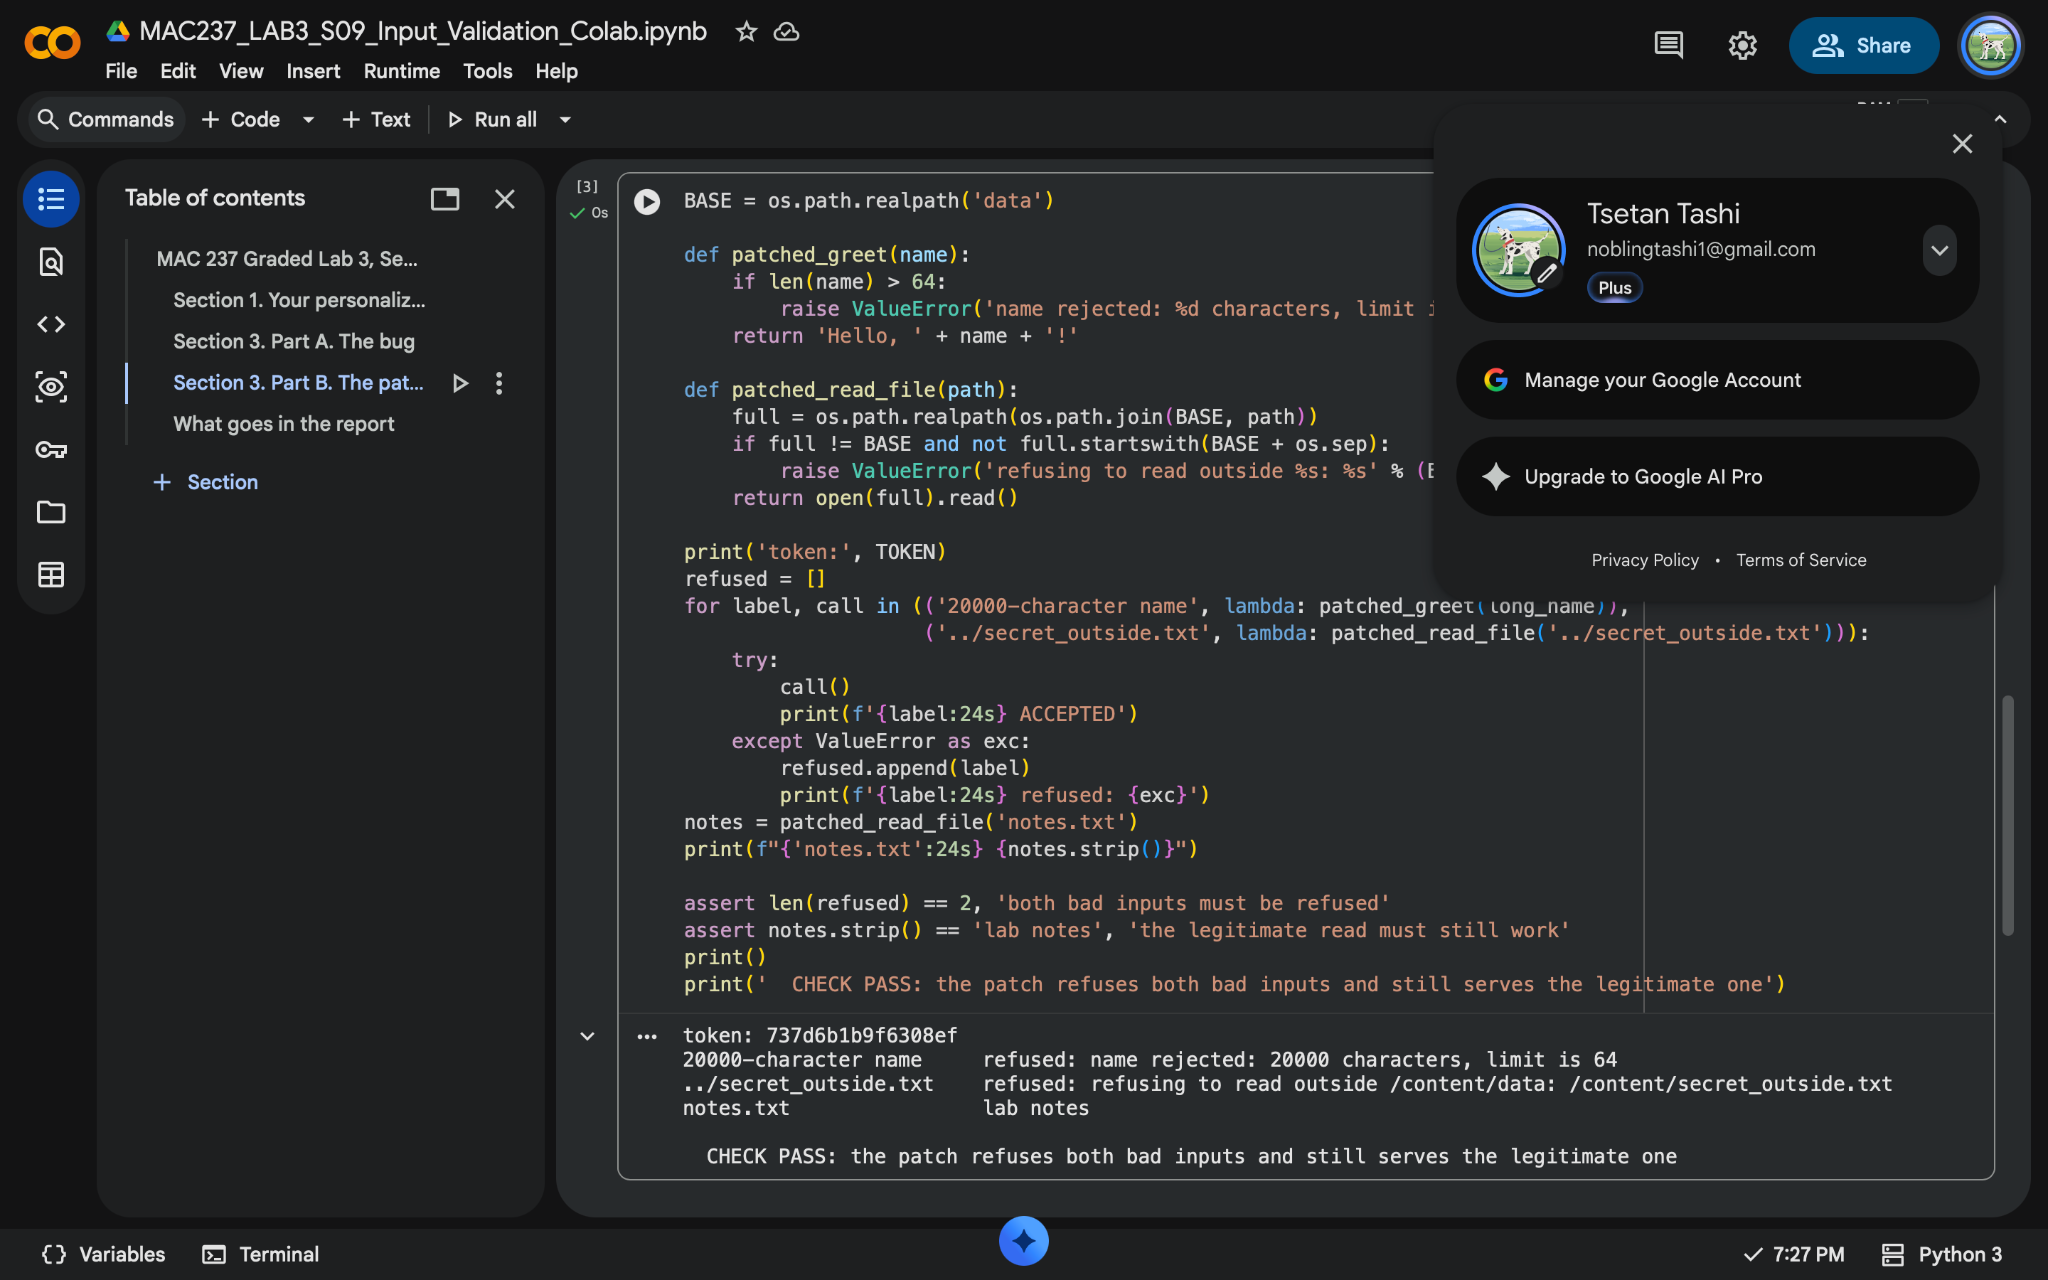 MAC237_LAB3_S09_Input_Validation_Colab.ipynb
File Edit View Insert Runtime Tools Help
Share
Commands + Code + Text Run all
Table of contents
MAC 237 Graded Lab 3, Se...
Section 1. Your personaliz...
Section 3. Part A. The bug
Section 3. Part B. The pat...
What goes in the report
+ Section
[3]
0s
BASE = os.path.realpath('data')
def patched_greet(name):
    if len(name) > 64:
        raise ValueError('name rejected: %d characters, limit i
    return 'Hello, ' + name + '!'
def patched_read_file(path):
    full = os.path.realpath(os.path.join(BASE, path))
    if full != BASE and not full.startswith(BASE + os.sep):
        raise ValueError('refusing to read outside %s: %s' % (B
    return open(full).read()
print('token:', TOKEN)
refused = []
for label, call in (('20000-character name', lambda: patched_greet(long_name)),
                    ('../secret_outside.txt', lambda: patched_read_file('../secret_outside.txt'))):
    try:
        call()
        print(f'{label:24s} ACCEPTED')
    except ValueError as exc:
        refused.append(label)
        print(f'{label:24s} refused: {exc}')
notes = patched_read_file('notes.txt')
print(f"{'notes.txt':24s} {notes.strip()}")
assert len(refused) == 2, 'both bad inputs must be refused'
assert notes.strip() == 'lab notes', 'the legitimate read must still work'
print()
print('  CHECK PASS: the patch refuses both bad inputs and still serves the legitimate one')
token: 737d6b1b9f6308ef
20000-character name     refused: name rejected: 20000 characters, limit is 64
../secret_outside.txt    refused: refusing to read outside /content/data: /content/secret_outside.txt
notes.txt                lab notes
  CHECK PASS: the patch refuses both bad inputs and still serves the legitimate one
Tsetan Tashi
noblingtashi1@gmail.com
Plus
Manage your Google Account
Upgrade to Google AI Pro
Privacy Policy • Terms of Service
Variables Terminal
7:27 PM Python 3